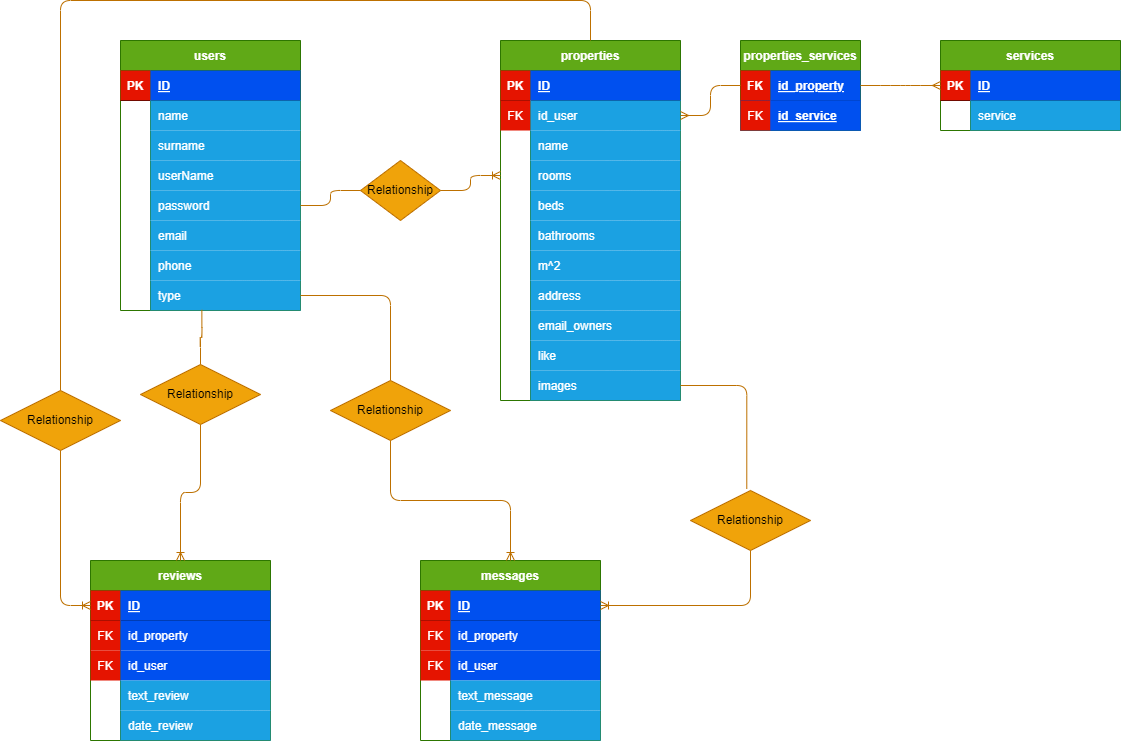 users
PK ID
name
surname
userName
password
email
phone
type
properties
PK ID
FK id_user
name
rooms
beds
bathrooms
m^2
address
email_owners
like
images
properties_services
FK id_property
FK id_service
services
PK ID
service
Relationship
Relationship
Relationship
Relationship
Relationship
reviews
PK ID
FK id_property
FK id_user
text_review
date_review
messages
PK ID
FK id_property
FK id_user
text_message
date_message